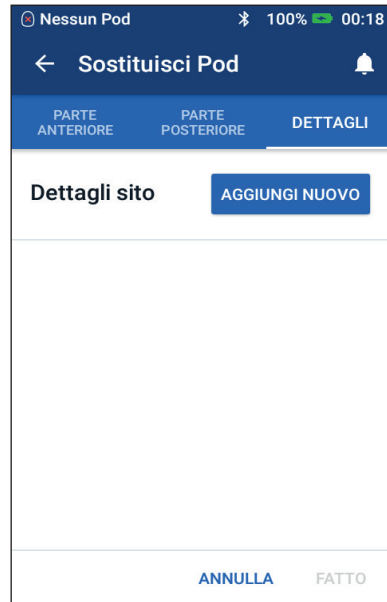 Nessun Pod 100% 00:18
Sostituisci Pod
PARTE ANTERIORE PARTE POSTERIORE DETTAGLI
Dettagli sito AGGIUNGI NUOVO
ANNULLA FATTO